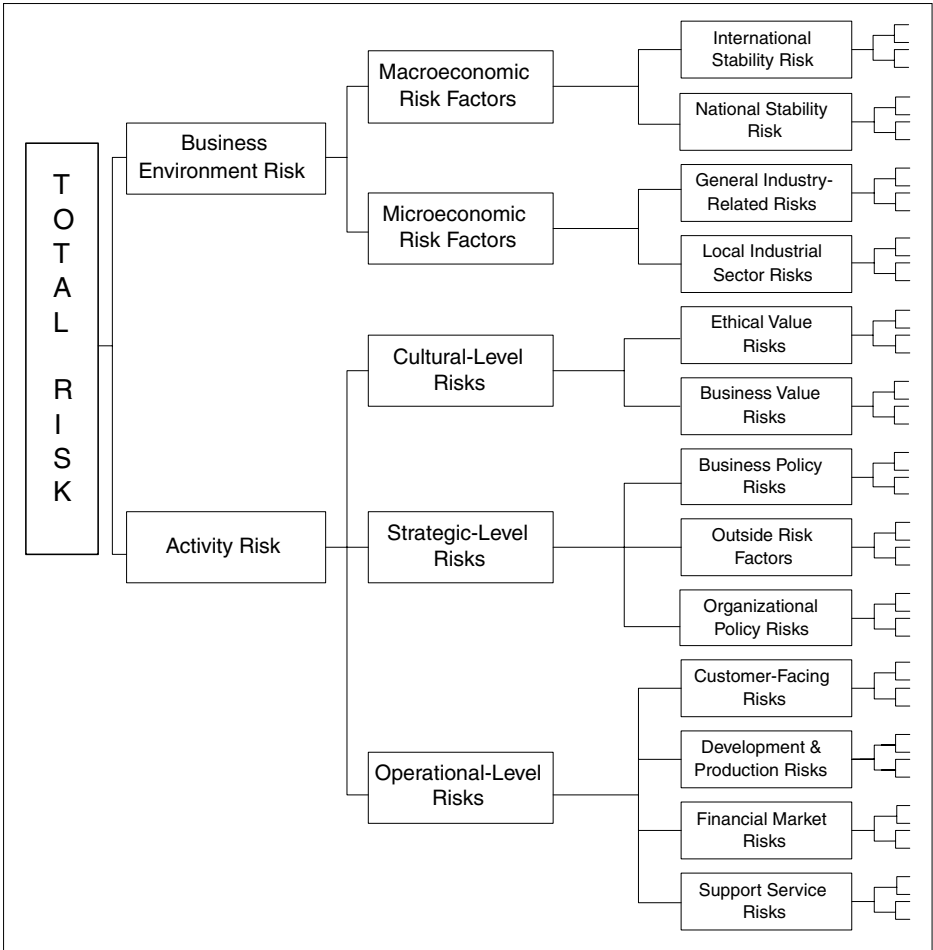 TOTAL RISK
Business
Environment Risk
Activity Risk
Macroeconomic
Risk Factors
Microeconomic
Risk Factors
Cultural-Level
Risks
Strategic-Level
Risks
Operational-Level
Risks
International
Stability Risk
National Stability
Risk
General Industry-
Related Risks
Local Industrial
Sector Risks
Ethical Value
Risks
Business Value
Risks
Business Policy
Risks
Outside Risk
Factors
Organizational
Policy Risks
Customer-Facing
Risks
Development &
Production Risks
Financial Market
Risks
Support Service
Risks